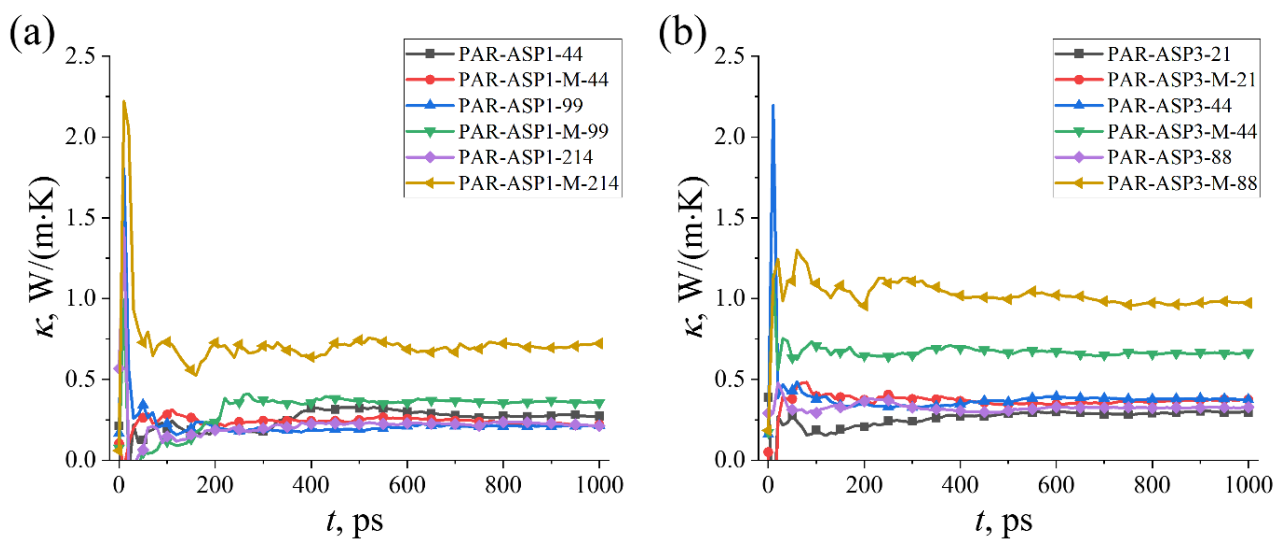 (a)
κ, W/(m·K)
2.5
2.0
1.5
1.0
0.5
0.0
PAR-ASP1-44
PAR-ASP1-M-44
PAR-ASP1-99
PAR-ASP1-M-99
PAR-ASP1-214
PAR-ASP1-M-214
0 200 400 600 800 1000
t, ps
(b)
κ, W/(m·K)
2.5
2.0
1.5
1.0
0.5
0.0
PAR-ASP3-21
PAR-ASP3-M-21
PAR-ASP3-44
PAR-ASP3-M-44
PAR-ASP3-88
PAR-ASP3-M-88
0 200 400 600 800 1000
t, ps